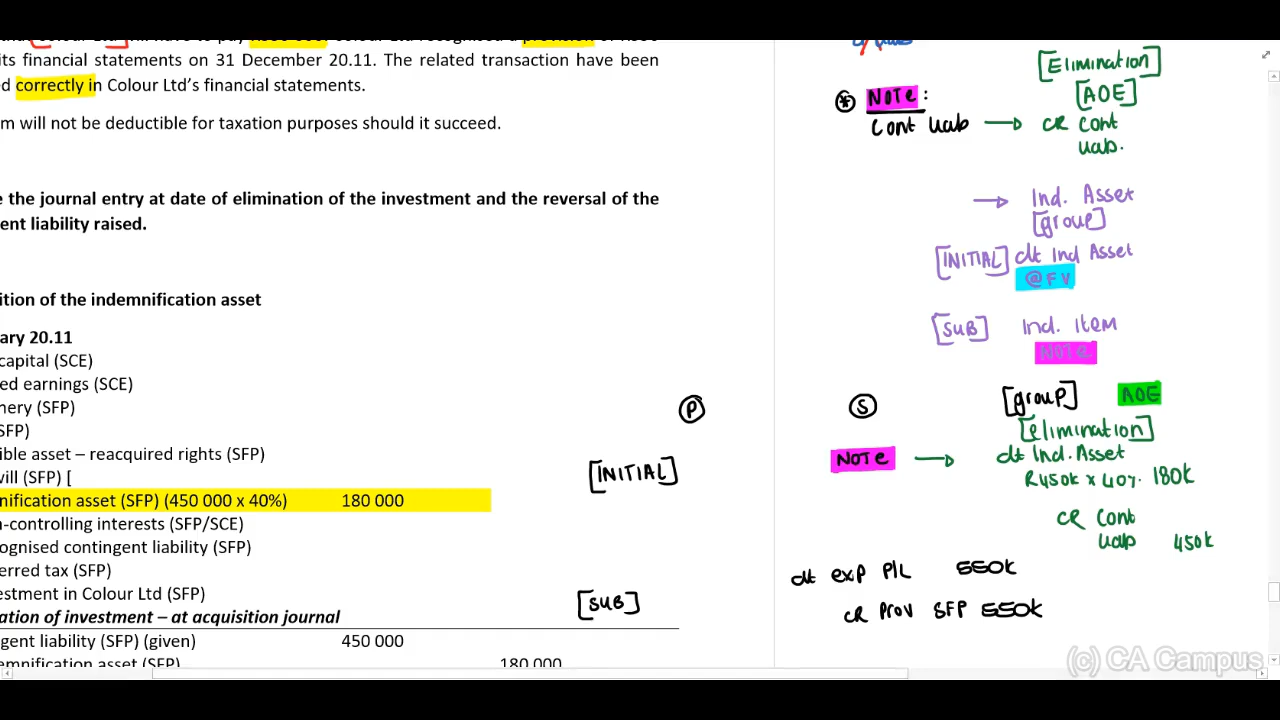 its financial statements on 31 December 20.11. The related transaction have been
ed correctly in Colour Ltd's financial statements.
m will not be deductible for taxation purposes should it succeed.
e the journal entry at date of elimination of the investment and the reversal of the
ent liability raised.
ition of the indemnification asset
ary 20.11
capital (SCE)
ed earnings (SCE)
nery (SFP)
SFP)
ible asset – reacquired rights (SFP)
will (SFP) [
nification asset (SFP) (450 000 x 40%) 180 000
n-controlling interests (SFP/SCE)
ognised contingent liability (SFP)
erred tax (SFP)
estment in Colour Ltd (SFP)
ation of investment – at acquisition journal
gent liability (SFP) (given) 450 000
emnification asset (SFP) 180 000
P
[INITIAL]
[SUB]
[Elimination]
[AOE]
* NOTe :
Cont Liab → CR Cont
Liab.
→ Ind. Asset
[group]
[INITIAL] dt Ind Asset
@ FV
[SUB] Ind. Item
NOTe
S [group] AOE
[elimination]
NOTe → dt Ind. Asset
R450k x 40%. 180k
CR Cont
Liab 450k
dt exp P/L 550k
CR Prov SFP 550k
(c) CA Campus